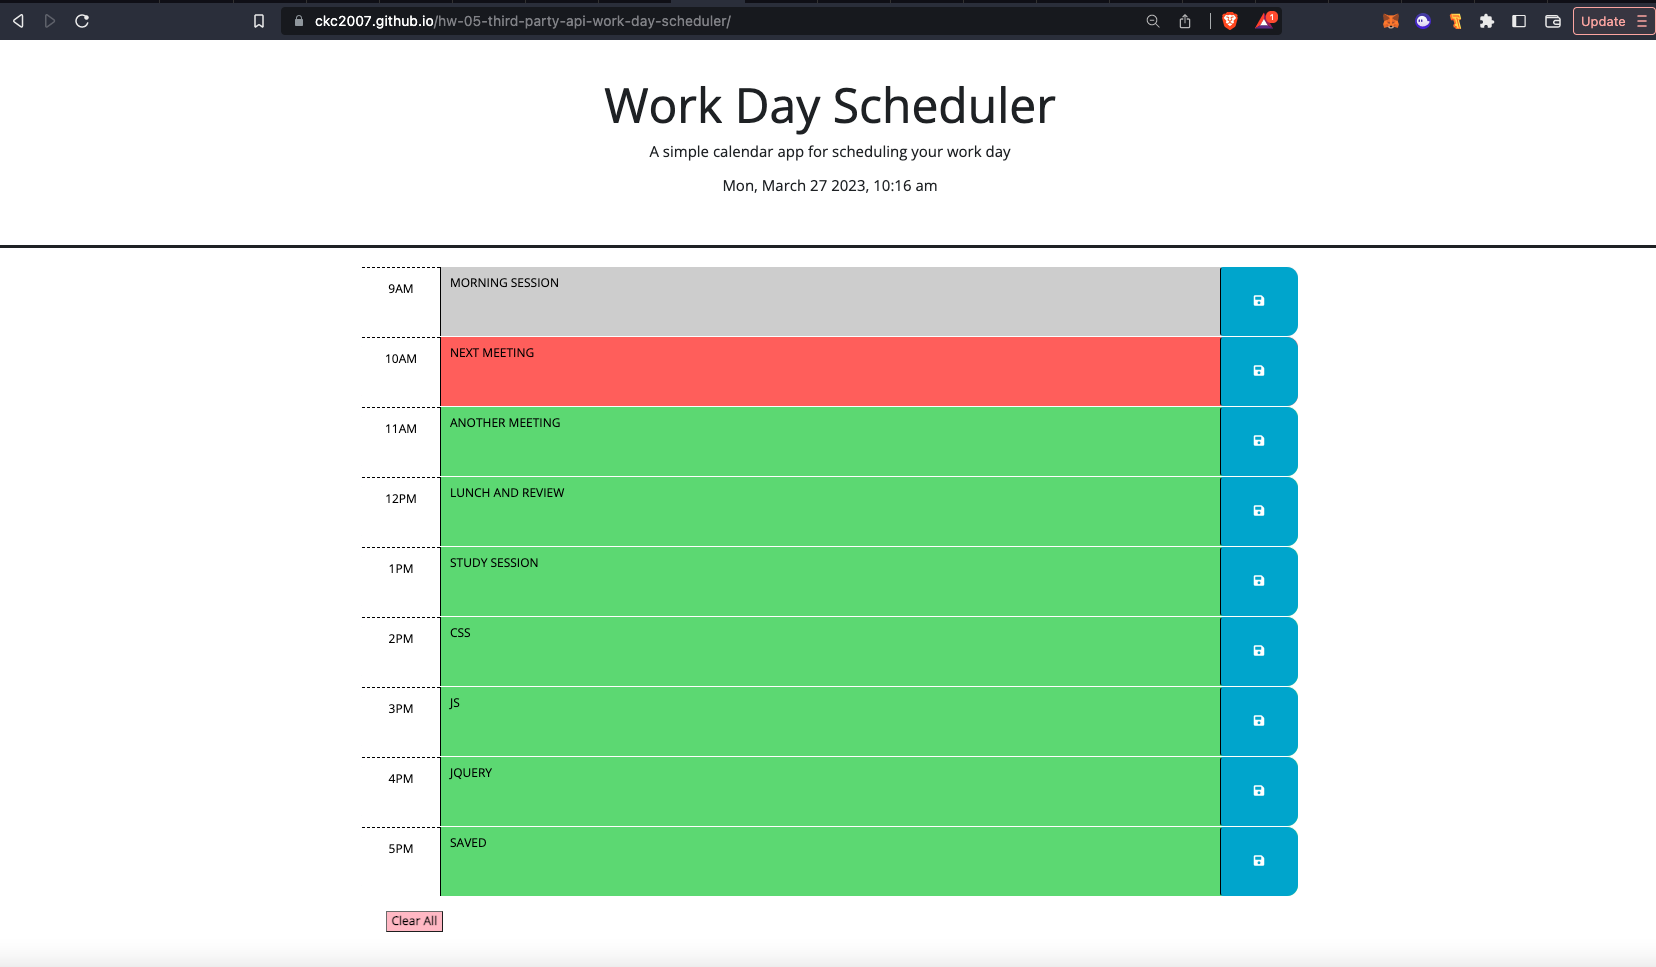 ckc2007.github.io/hw-05-third-party-api-work-day-scheduler/
1
Update
Work Day Scheduler
A simple calendar app for scheduling your work day
Mon, March 27 2023, 10:16 am
9AM MORNING SESSION
10AM NEXT MEETING
11AM ANOTHER MEETING
12PM LUNCH AND REVIEW
1PM STUDY SESSION
2PM CSS
3PM JS
4PM JQUERY
5PM SAVED
Clear All